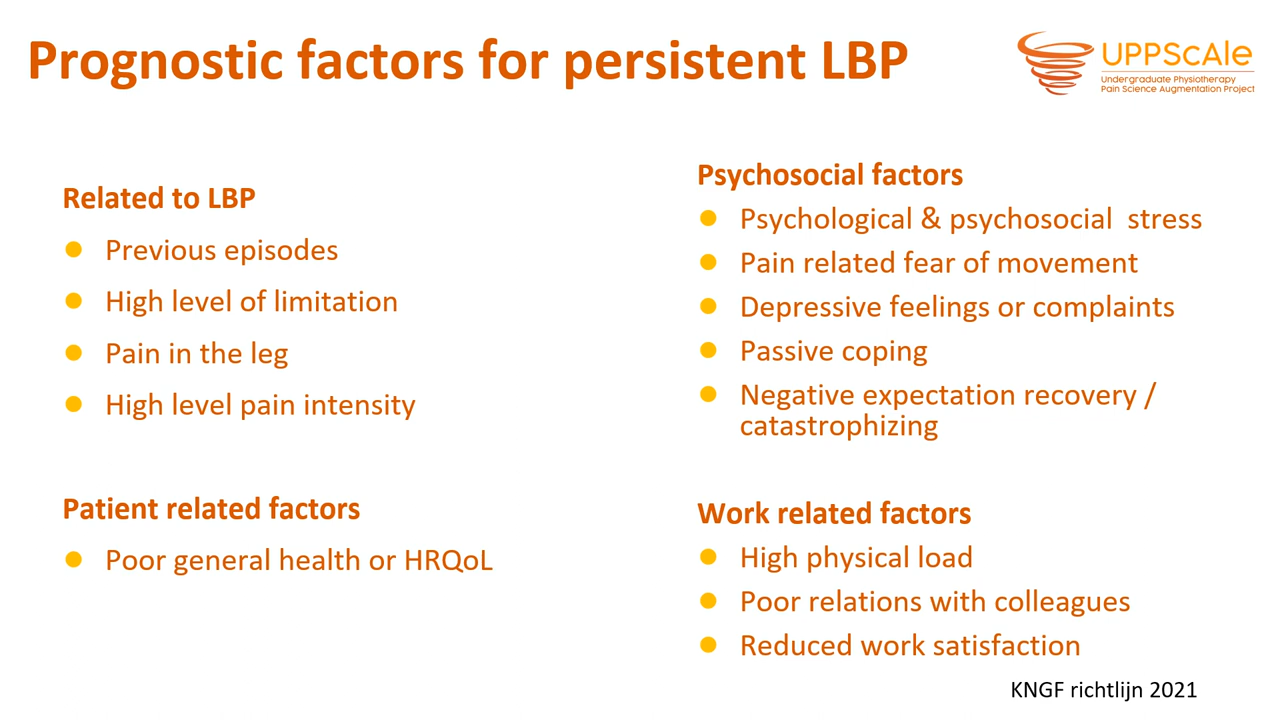 Prognostic factors for persistent LBP
UPPScale
Undergraduate Physiotherapy
Pain Science Augmentation Project
Related to LBP
Previous episodes
High level of limitation
Pain in the leg
High level pain intensity
Patient related factors
Poor general health or HRQoL
Psychosocial factors
Psychological & psychosocial  stress
Pain related fear of movement
Depressive feelings or complaints
Passive coping
Negative expectation recovery /
catastrophizing
Work related factors
High physical load
Poor relations with colleagues
Reduced work satisfaction
KNGF richtlijn 2021